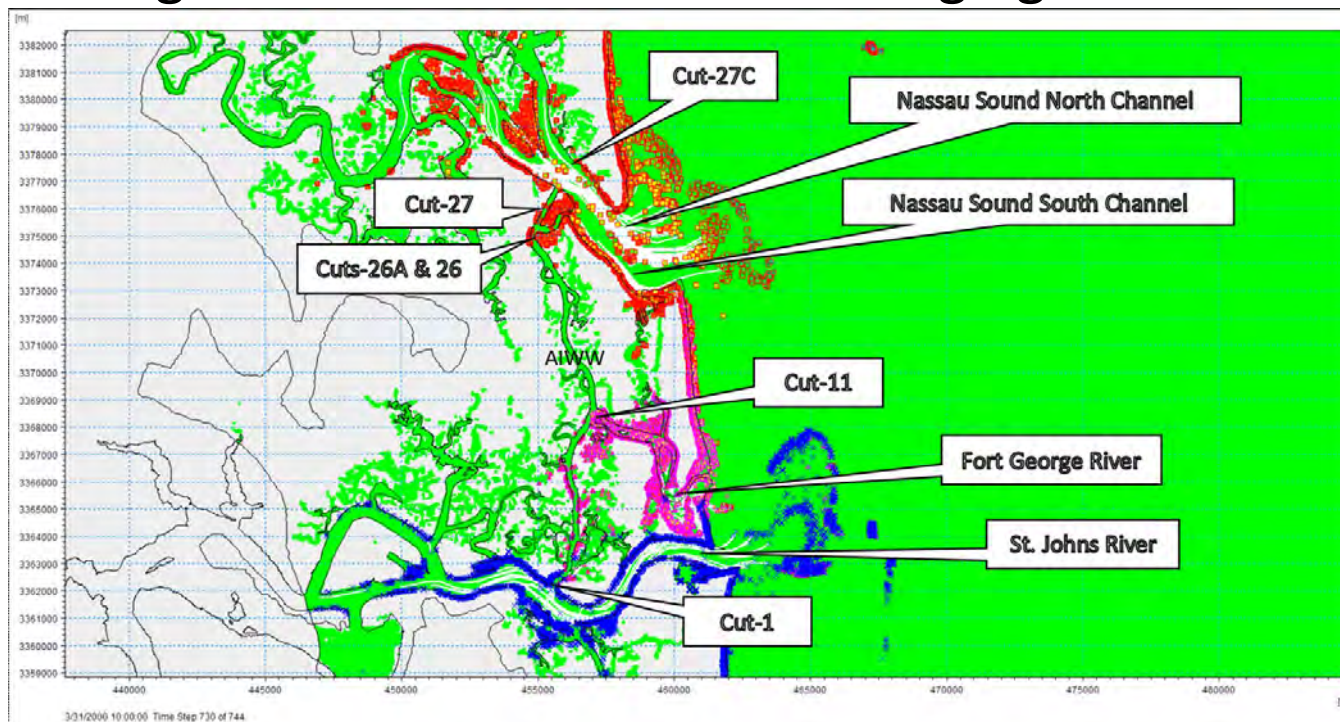 [m]
3382000
3381000
3380000
3379000
3378000
3377000
3376000
3375000
3374000
3373000
3372000
3371000
3370000
3369000
3368000
3367000
3366000
3365000
3364000
3363000
3362000
3361000
3360000
3359000
Cut-27C
Nassau Sound North Channel
Cut-27
Nassau Sound South Channel
Cuts-26A & 26
AIWW
Cut-11
Fort George River
St. Johns River
Cut-1
440000 445000 450000 455000 460000 465000 470000 475000 480000
3/31/2000 10:00:00 Time Step 730 of 744